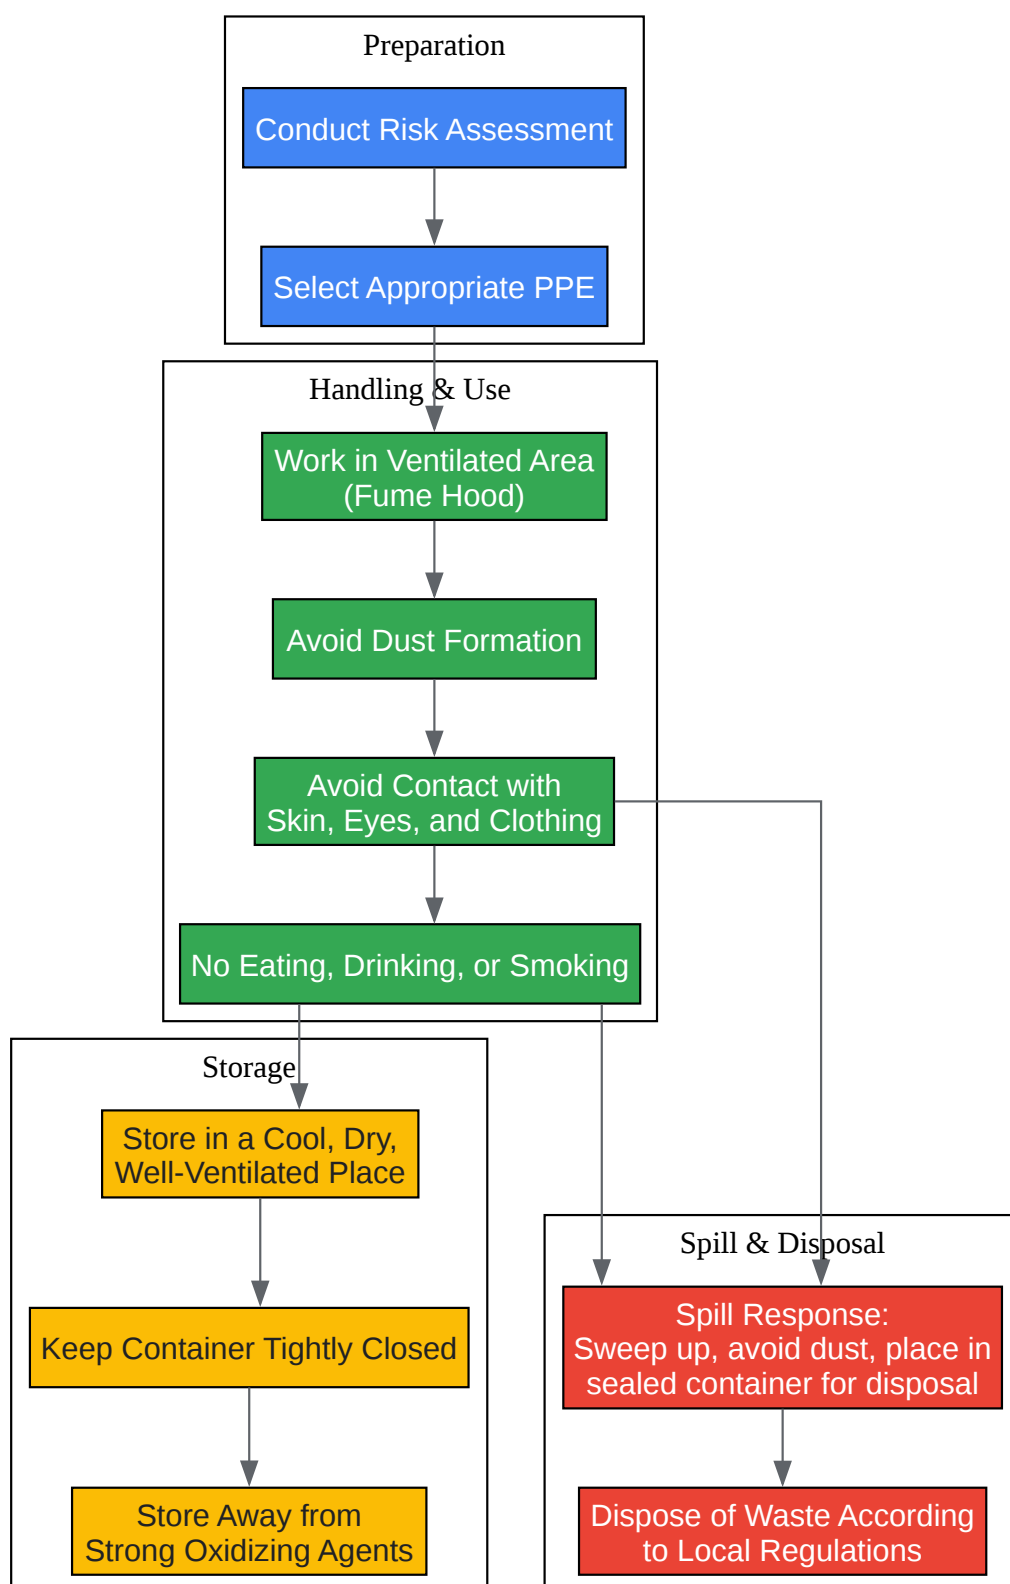 Preparation
Conduct Risk Assessment
Select Appropriate PPE
Handling & Use
Work in Ventilated Area
(Fume Hood)
Avoid Dust Formation
Avoid Contact with
Skin, Eyes, and Clothing
No Eating, Drinking, or Smoking
Storage
Store in a Cool, Dry,
Well-Ventilated Place
Keep Container Tightly Closed
Store Away from
Strong Oxidizing Agents
Spill & Disposal
Spill Response:
Sweep up, avoid dust, place in
sealed container for disposal
Dispose of Waste According
to Local Regulations